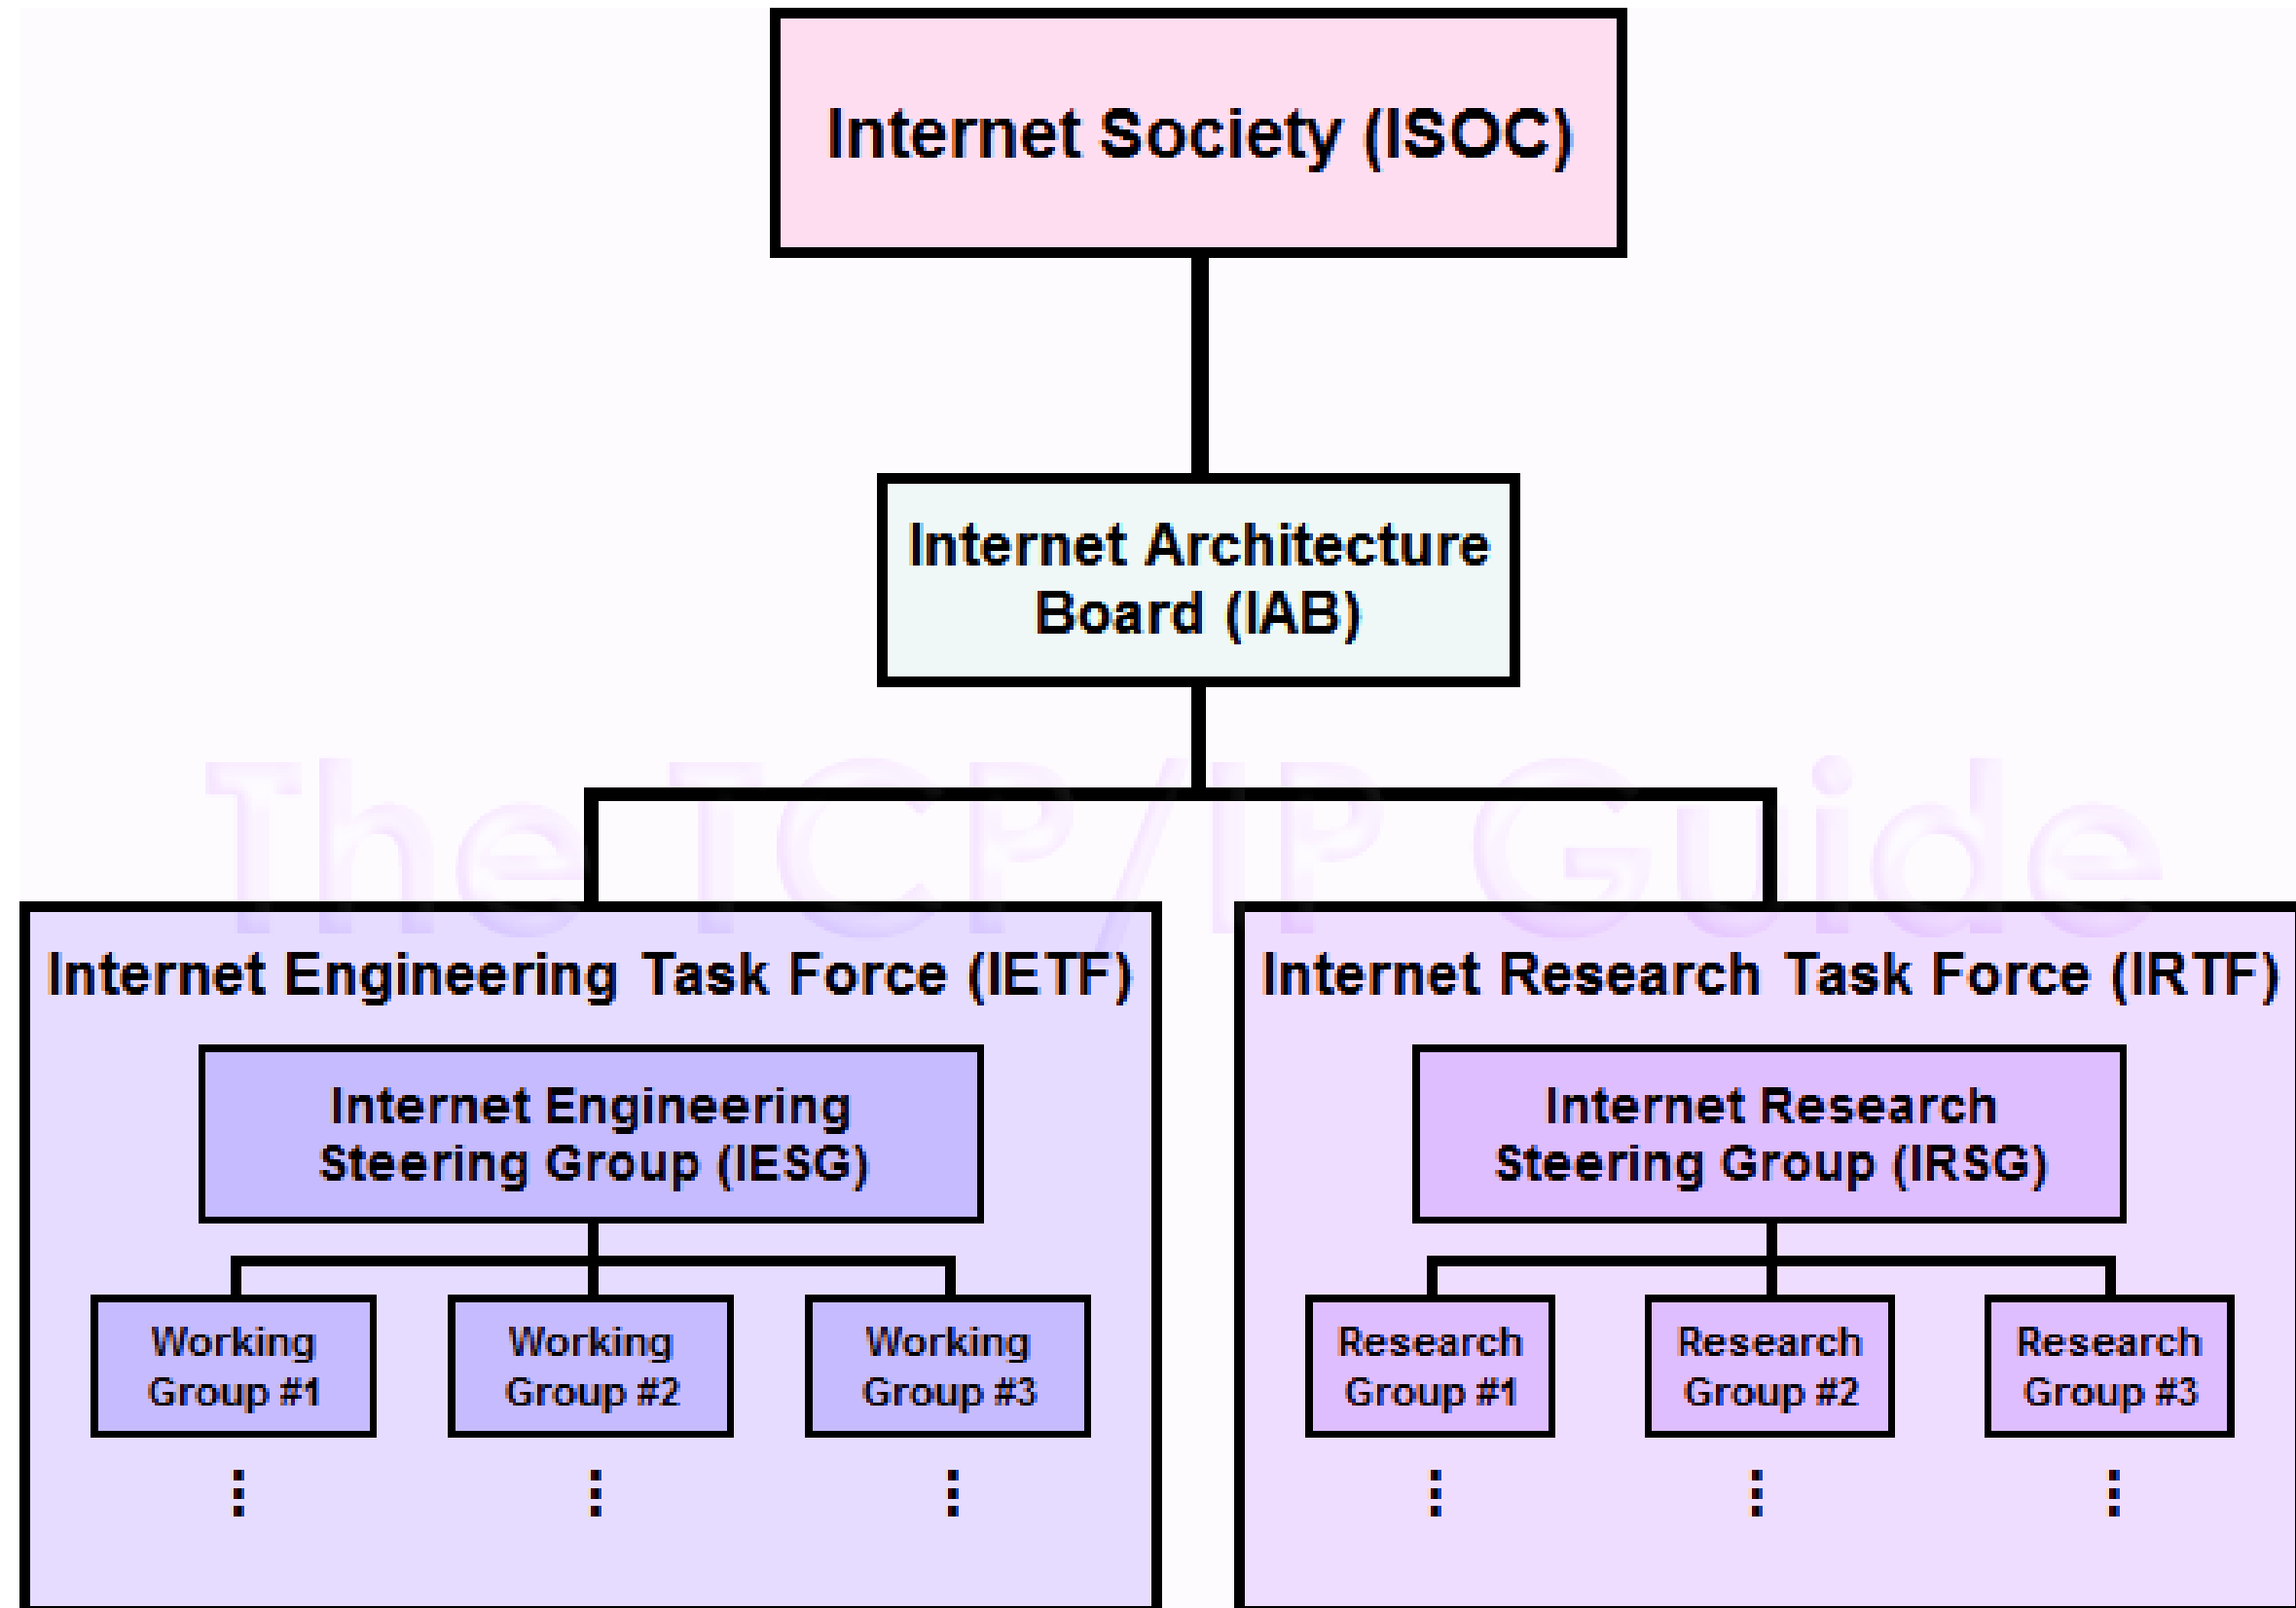 Internet Society (ISOC)
Internet Architecture
Board (IAB)
The TCP/IP Guide
Internet Engineering Task Force (IETF)
Internet Engineering
Steering Group (IESG)
Working
Group #1
Working
Group #2
Working
Group #3
Internet Research Task Force (IRTF)
Internet Research
Steering Group (IRSG)
Research
Group #1
Research
Group #2
Research
Group #3